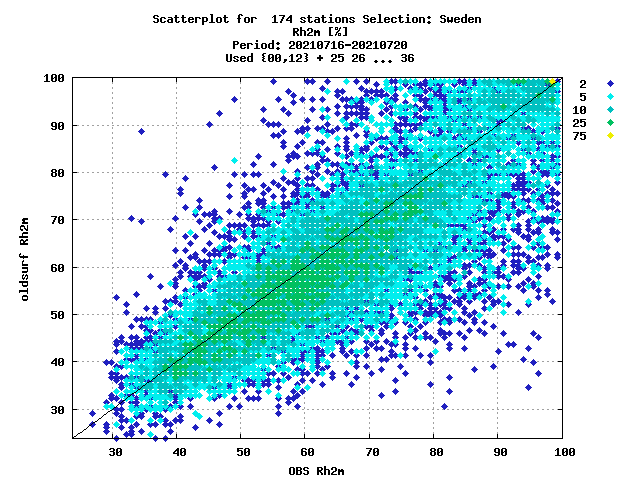 Scatterplot for  174 stations Selection: Sweden
Rh2m [%]
Period: 20210716-20210720
Used {00,12} + 25 26 ... 36
100
90
80
70
60
50
40
30
oldsurf Rh2m
2
5
10
25
75
30 40 50 60 70 80 90 100
OBS Rh2m